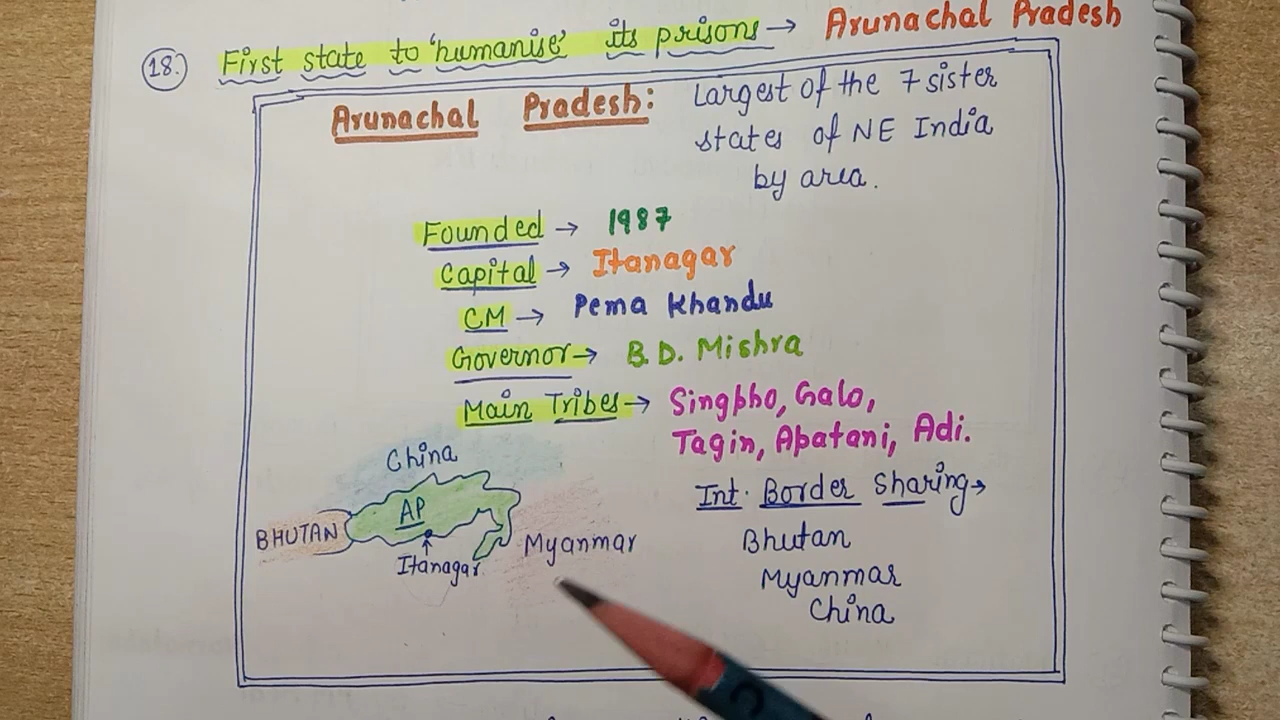 18. First state to 'humanise' its prisons → Arunachal Pradesh
Arunachal Pradesh: Largest of the 7 sister
states of NE India
by area.
Founded → 1987
Capital → Itanagar
CM → Pema Khandu
Governor → B.D. Mishra
Main Tribes → Singpho, Galo,
Tagin, Apatani, Adi.
China
AP
BHUTAN
Itanagar
Myanmar
Int. Border Sharing →
Bhutan
Myanmar
China